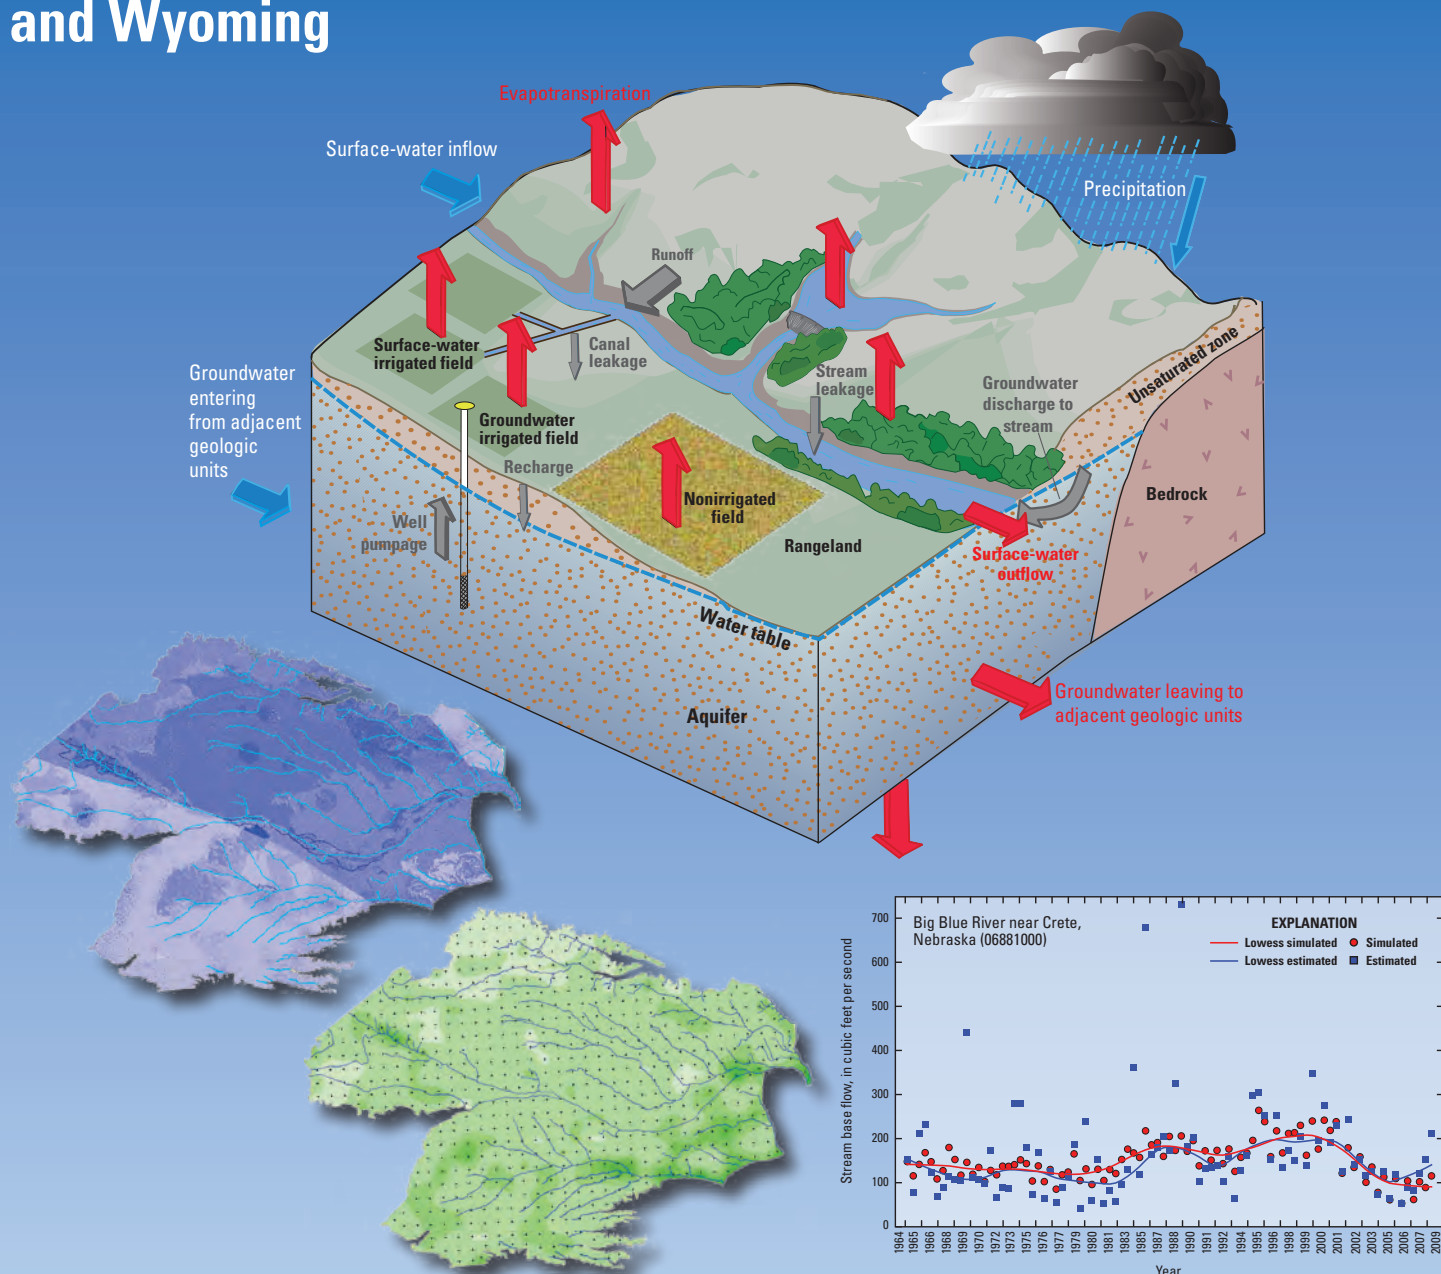 and Wyoming
Evapotranspiration
Surface-water inflow
Precipitation
Runoff
Surface-water
irrigated field
Canal
leakage
Stream
leakage
Groundwater
discharge to
stream
Unsaturated zone
Groundwater
entering
from adjacent
geologic
units
Groundwater
irrigated field
Recharge
Well
pumpage
Nonirrigated
field
Rangeland
Bedrock
Surface-water
outflow
Water table
Aquifer
Groundwater leaving to
adjacent geologic units
Big Blue River near Crete,
Nebraska (06881000)
EXPLANATION
Lowess simulated
Simulated
Lowess estimated
Estimated
Stream base flow, in cubic feet per second
700
600
500
400
300
200
100
0
1964
1965
1966
1968
1969
1970
1972
1973
1974
1975
1976
1977
1979
1980
1981
1983
1985
1987
1988
1990
1991
1992
1994
1995
1996
1998
1999
2000
2001
2002
2003
2005
2006
2007
2009
Year